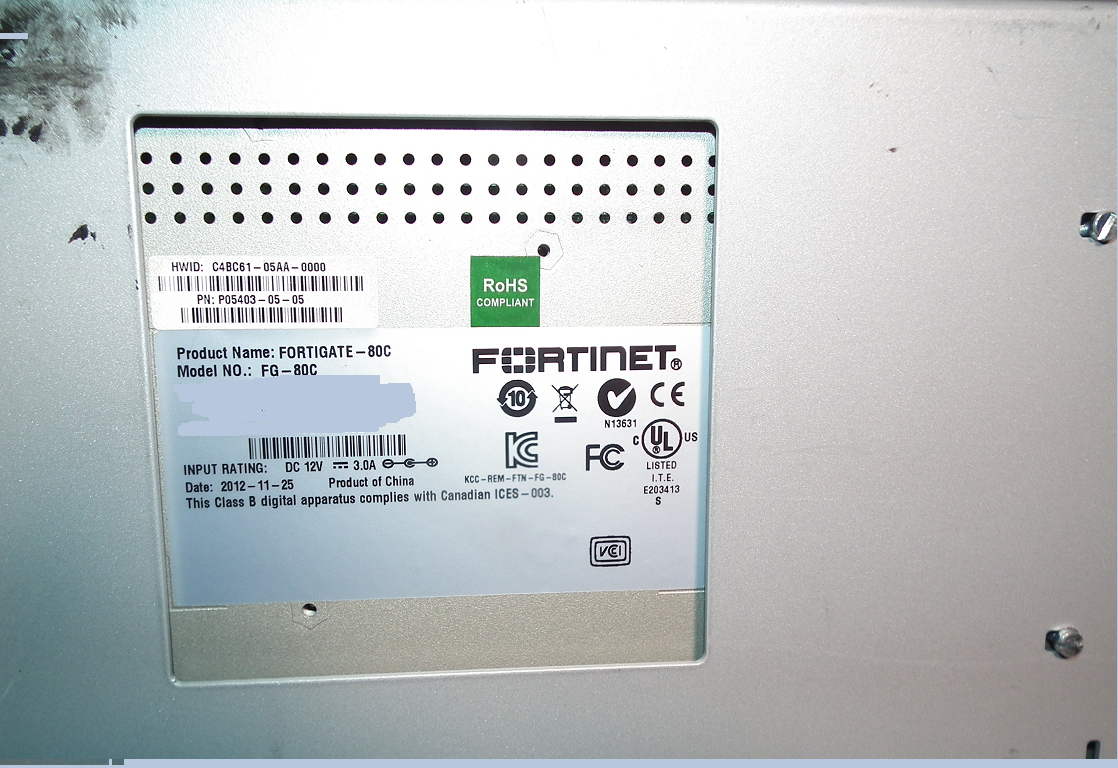 HWID: C4BC61-05AA-0000
PN: P05403-05-05
RoHS
COMPLIANT
Product Name: FORTIGATE-80C
Model NO.: FG-80C
FORTINET®
10
CE
N13631
KCC-REM-FTN-FG-80C
FC
C UL® US
LISTED
I.T.E.
E203413
S
INPUT RATING: DC 12V 3.0A
Date: 2012-11-25 Product of China
This Class B digital apparatus complies with Canadian ICES-003.
VCI